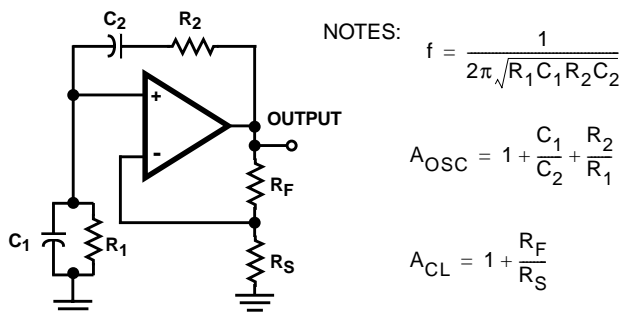 C2
R2
NOTES:
f = 1 / 2π√R1C1R2C2
+
OUTPUT
-
AOSC = 1 + C1/C2 + R2/R1
RF
C1
R1
RS
ACL = 1 + RF/RS